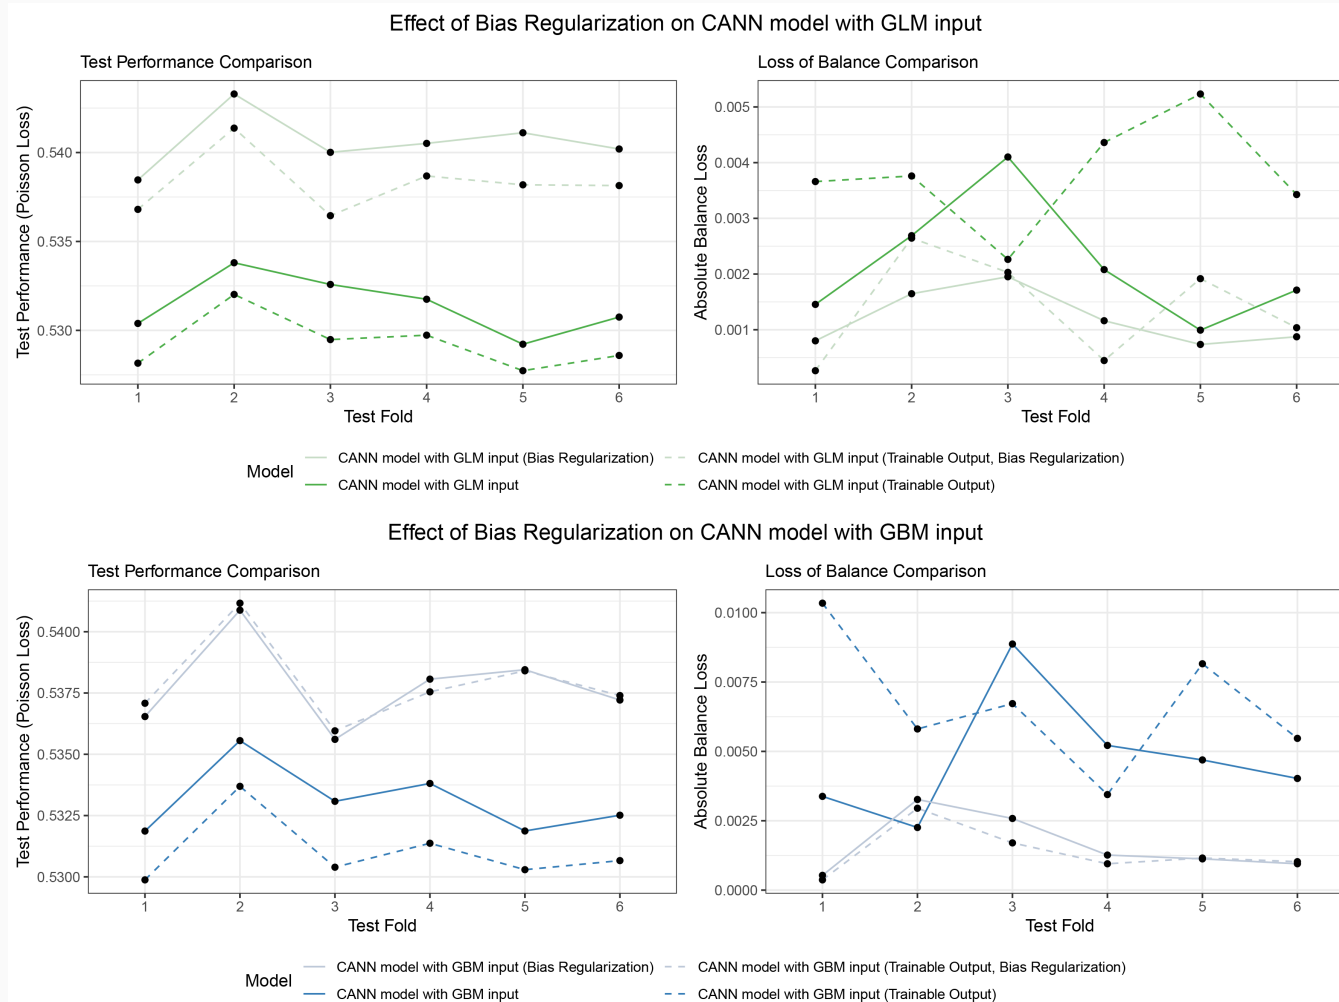 Effect of Bias Regularization on CANN model with GLM input
Test Performance Comparison
Test Performance (Poisson Loss)
0.540
0.535
0.530
1 2 3 4 5 6
Test Fold
Loss of Balance Comparison
Absolute Balance Loss
0.005
0.004
0.003
0.002
0.001
1 2 3 4 5 6
Test Fold
Model
CANN model with GLM input (Bias Regularization)
CANN model with GLM input
CANN model with GLM input (Trainable Output, Bias Regularization)
CANN model with GLM input (Trainable Output)
Effect of Bias Regularization on CANN model with GBM input
Test Performance Comparison
Test Performance (Poisson Loss)
0.5400
0.5375
0.5350
0.5325
0.5300
1 2 3 4 5 6
Test Fold
Loss of Balance Comparison
Absolute Balance Loss
0.0100
0.0075
0.0050
0.0025
0.0000
1 2 3 4 5 6
Test Fold
Model
CANN model with GBM input (Bias Regularization)
CANN model with GBM input
CANN model with GBM input (Trainable Output, Bias Regularization)
CANN model with GBM input (Trainable Output)